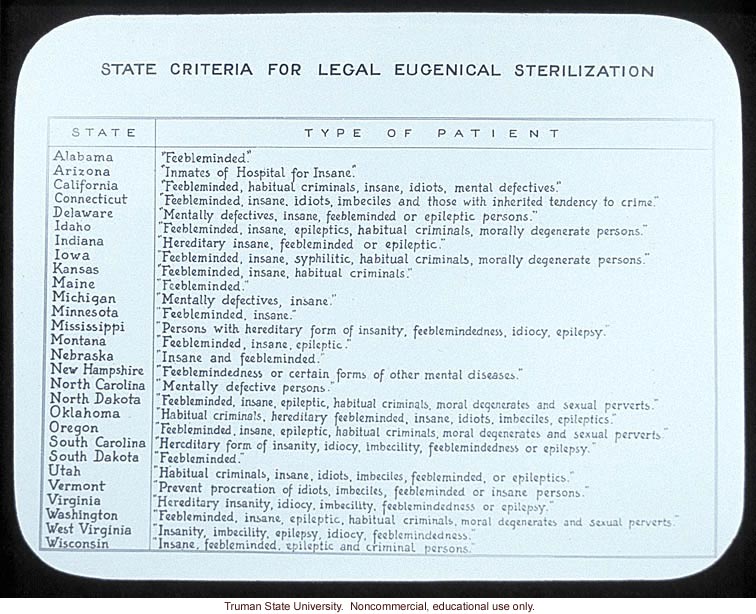 STATE CRITERIA FOR LEGAL EUGENICAL STERILIZATION
STATE TYPE OF PATIENT
Alabama "Feebleminded."
Arizona "Inmates of Hospital for Insane."
California "Feebleminded, habitual criminals, insane, idiots, mental defectives."
Connecticut "Feebleminded, insane, idiots, imbeciles and those with inherited tendency to crime."
Delaware "Mentally defectives, insane, feebleminded or epileptic persons."
Idaho "Feebleminded, insane, epileptics, habitual criminals, morally degenerate persons."
Indiana "Hereditary insane, feebleminded or epileptic."
Iowa "Feebleminded, insane, syphilitic, habitual criminals, morally degenerate persons."
Kansas "Feebleminded, insane, habitual criminals."
Maine "Feebleminded."
Michigan "Mentally defectives, insane."
Minnesota "Feebleminded, insane."
Mississippi "Persons with hereditary form of insanity, feeblemindedness, idiocy, epilepsy."
Montana "Feebleminded, insane, epileptic."
Nebraska "Insane and feebleminded."
New Hampshire "Feeblemindedness or certain forms of other mental diseases."
North Carolina "Mentally defective persons."
North Dakota "Feebleminded, insane, epileptic, habitual criminals, moral degenerates and sexual perverts."
Oklahoma "Habitual criminals, hereditary feebleminded, insane, idiots, imbeciles, epileptics."
Oregon "Feebleminded, insane, epileptic, habitual criminals, moral degenerates and sexual perverts."
South Carolina "Hereditary form of insanity, idiocy, imbecility, feeblemindedness or epilepsy."
South Dakota "Feebleminded."
Utah "Habitual criminals, insane, idiots, imbeciles, feebleminded, or epileptics."
Vermont "Prevent procreation of idiots, imbeciles, feebleminded or insane persons."
Virginia "Hereditary insanity, idiocy, imbecility, feeblemindedness or epilepsy."
Washington "Feebleminded, insane, epileptic, habitual criminals, moral degenerates and sexual perverts."
West Virginia "Insanity, imbecility, epilepsy, idiocy, feeblemindedness."
Wisconsin "Insane, feebleminded, epileptic and criminal persons."
Truman State University. Noncommercial, educational use only.